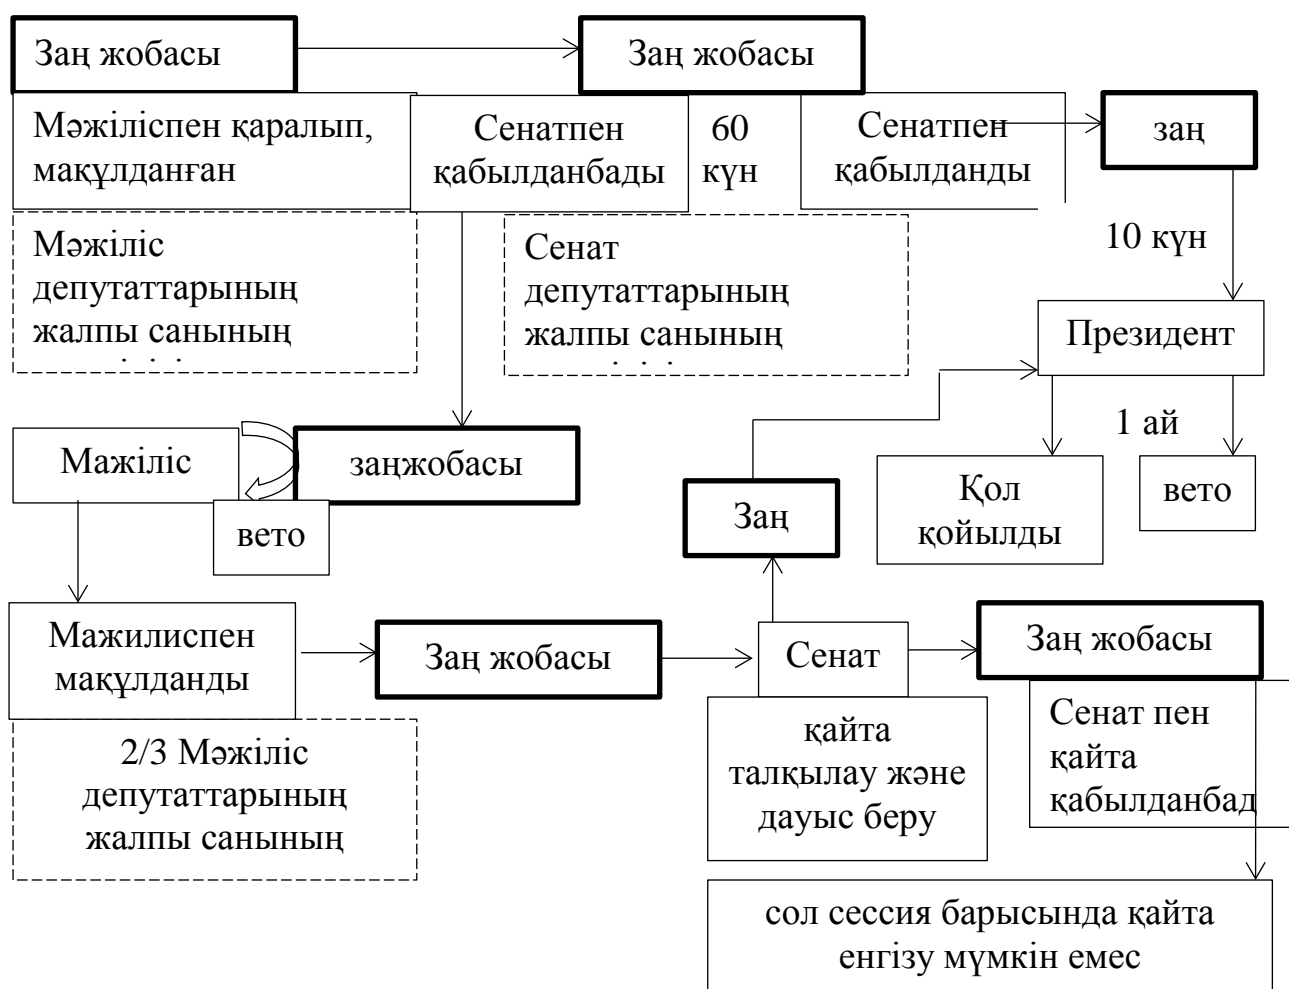 Заң жобасы
Заң жобасы
Мәжіліспен қаралып,
мақұлданған
Сенатпен
қабылданбады
60
күн
Сенатпен
қабылданды
заң
Мәжіліс
депутаттарының
жалпы санының
Сенат
депутаттарының
жалпы санының
10 күн
Президент
1 ай
Мажіліс
заңжобасы
вето
Заң
Қол
қойылды
вето
Мажилиспен
мақұлданды
Заң жобасы
Сенат
Заң жобасы
2/3 Мәжіліс
депутаттарының
жалпы санының
қайта
талқылау және
дауыс беру
Сенат пен
қайта
қабылданбад
сол сессия барысында қайта
енгізу мүмкін емес